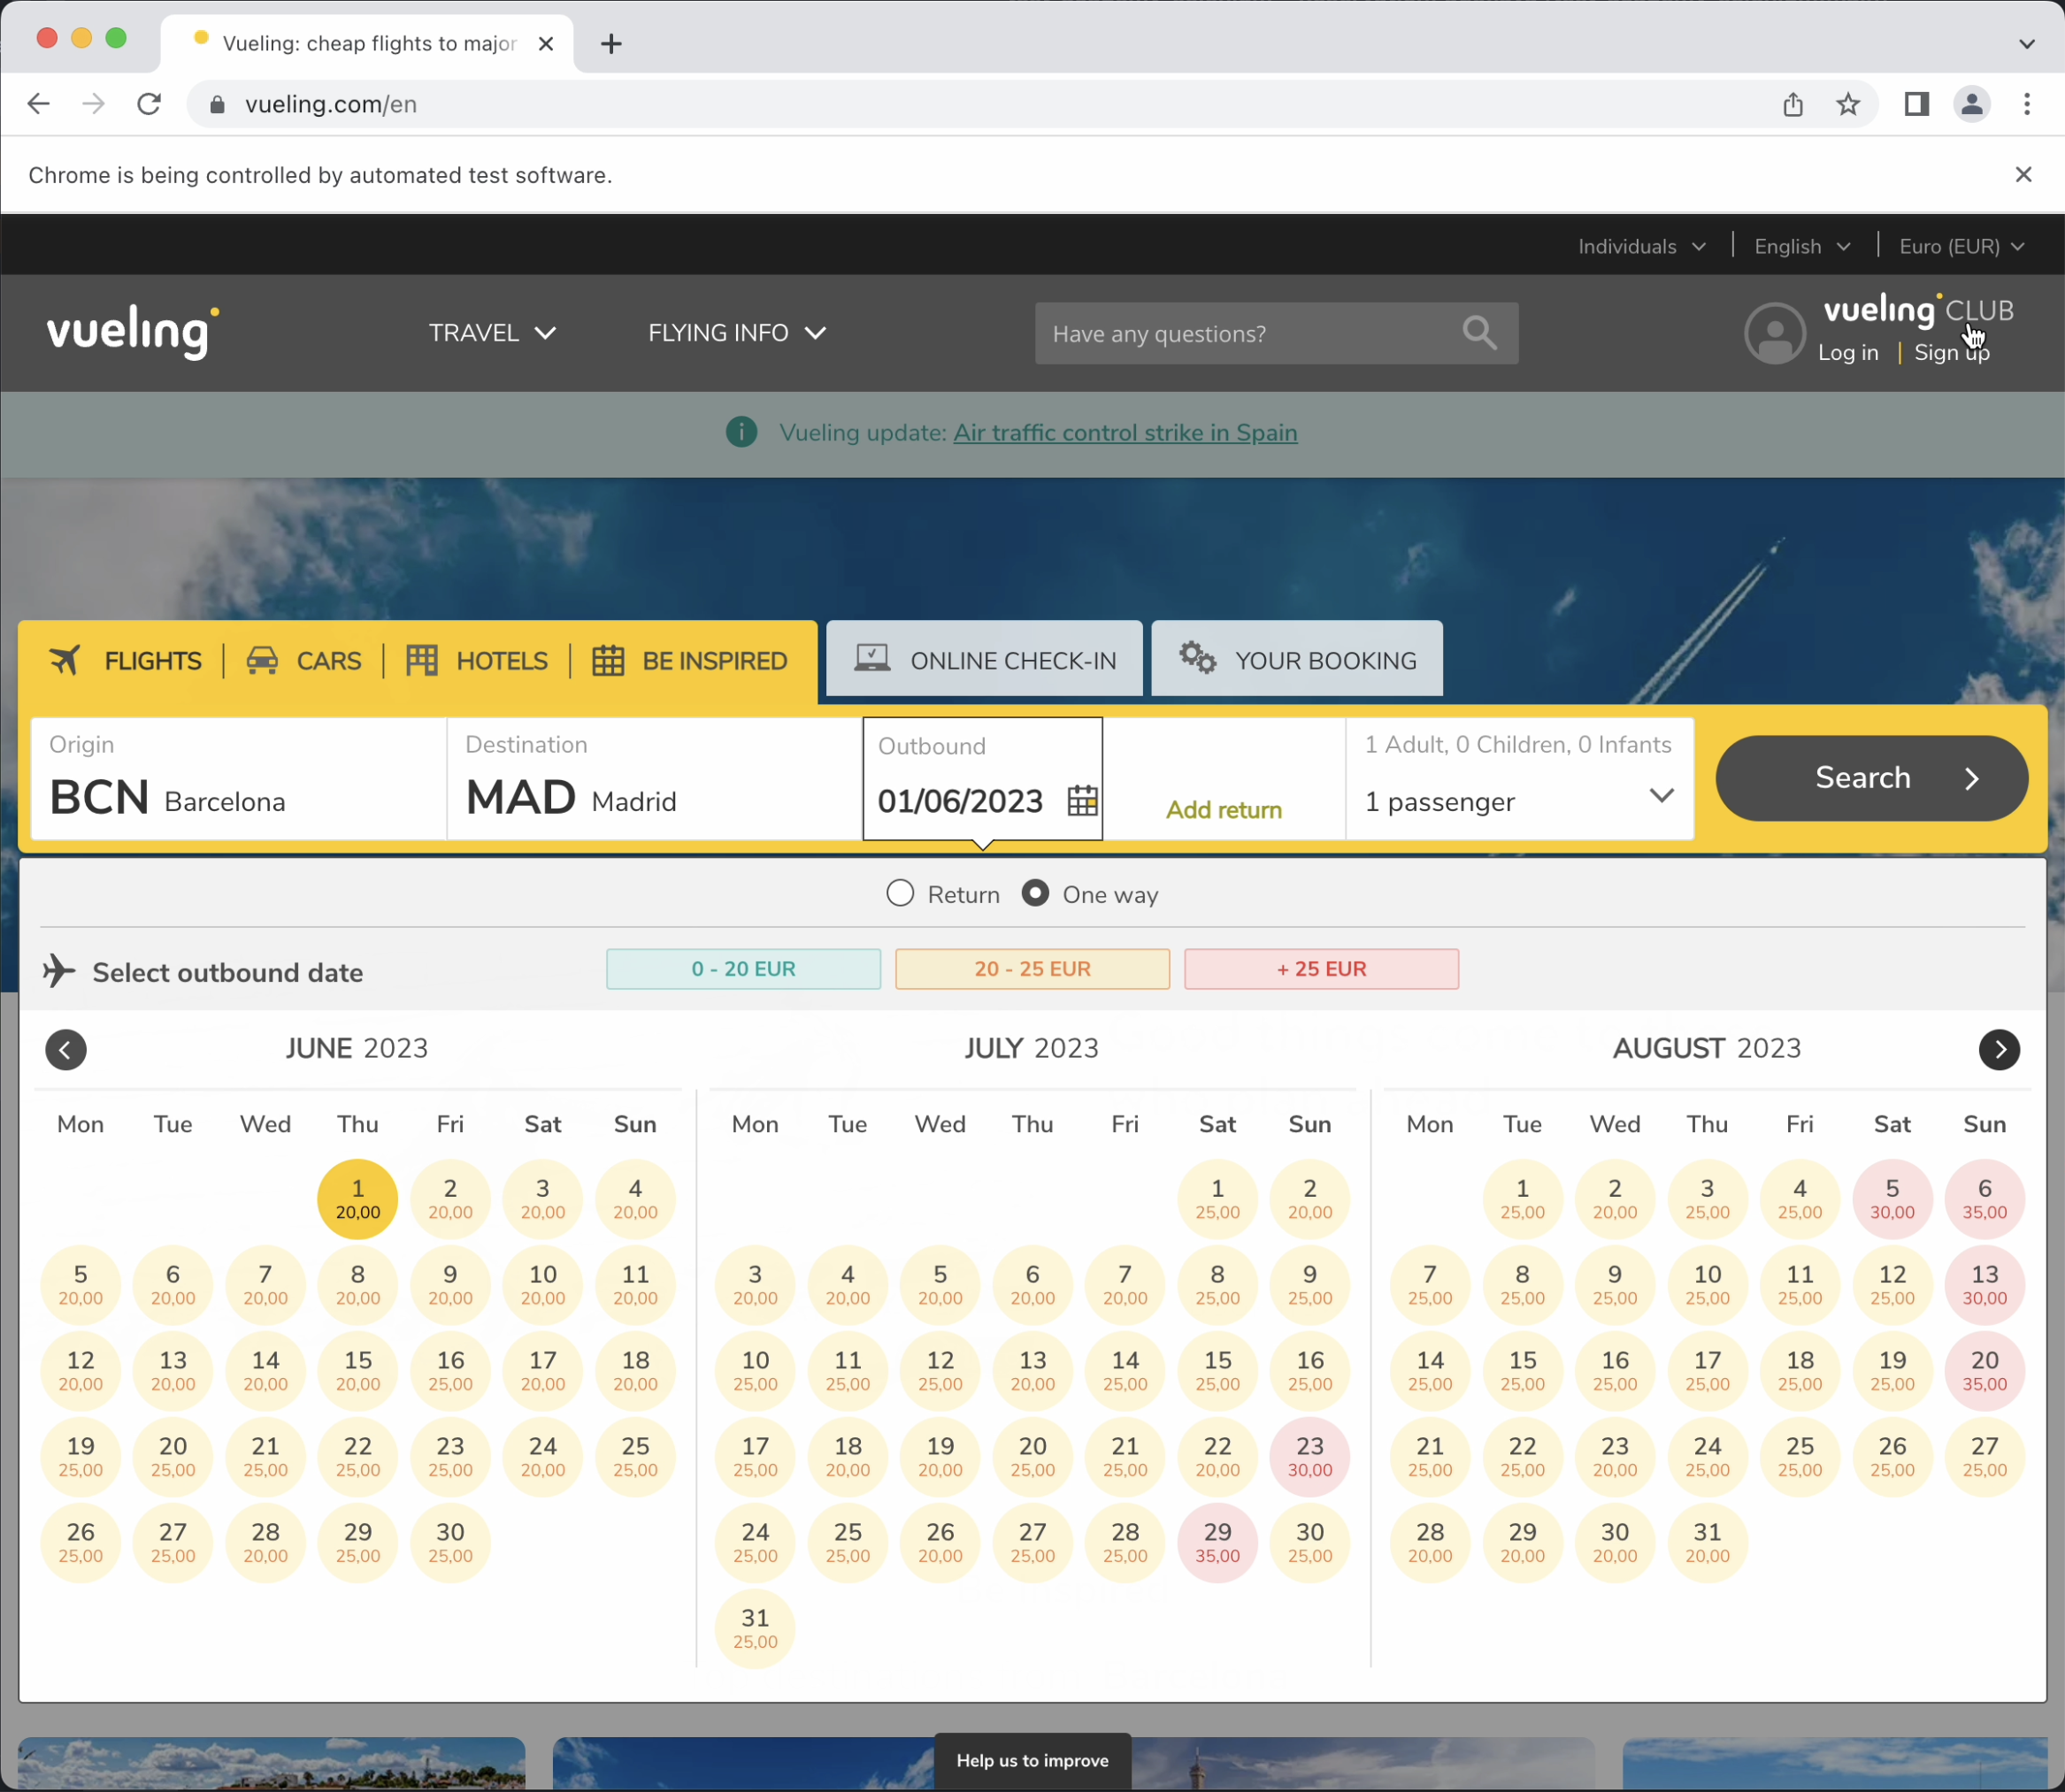 Vueling: cheap flights to major
vueling.com/en
Chrome is being controlled by automated test software.
Individuals English Euro (EUR)
vueling TRAVEL FLYING INFO Have any questions? vueling CLUB
Log in | Sign up
Vueling update: Air traffic control strike in Spain
FLIGHTS CARS HOTELS BE INSPIRED ONLINE CHECK-IN YOUR BOOKING
Origin Destination Outbound 1 Adult, 0 Children, 0 Infants
BCN Barcelona MAD Madrid 01/06/2023 Add return 1 passenger Search
Return One way
Select outbound date 0 - 20 EUR 20 - 25 EUR + 25 EUR
JUNE 2023
Mon Tue Wed Thu Fri Sat Sun
1 2 3 4
20,00 20,00 20,00 20,00
5 6 7 8 9 10 11
20,00 20,00 20,00 20,00 20,00 20,00 20,00
12 13 14 15 16 17 18
20,00 20,00 20,00 20,00 25,00 20,00 20,00
19 20 21 22 23 24 25
25,00 25,00 25,00 25,00 25,00 20,00 25,00
26 27 28 29 30
25,00 25,00 20,00 25,00 25,00
JULY 2023
Mon Tue Wed Thu Fri Sat Sun
1 2
25,00 20,00
3 4 5 6 7 8 9
20,00 20,00 20,00 20,00 20,00 25,00 25,00
10 11 12 13 14 15 16
25,00 25,00 25,00 20,00 25,00 25,00 25,00
17 18 19 20 21 22 23
25,00 20,00 20,00 25,00 25,00 20,00 30,00
24 25 26 27 28 29 30
25,00 25,00 20,00 25,00 25,00 35,00 25,00
31
25,00
AUGUST 2023
Mon Tue Wed Thu Fri Sat Sun
1 2 3 4 5 6
25,00 20,00 25,00 25,00 30,00 35,00
7 8 9 10 11 12 13
25,00 25,00 25,00 25,00 25,00 25,00 30,00
14 15 16 17 18 19 20
25,00 25,00 25,00 25,00 25,00 25,00 35,00
21 22 23 24 25 26 27
25,00 25,00 20,00 25,00 25,00 25,00 25,00
28 29 30 31
20,00 20,00 20,00 20,00
Help us to improve